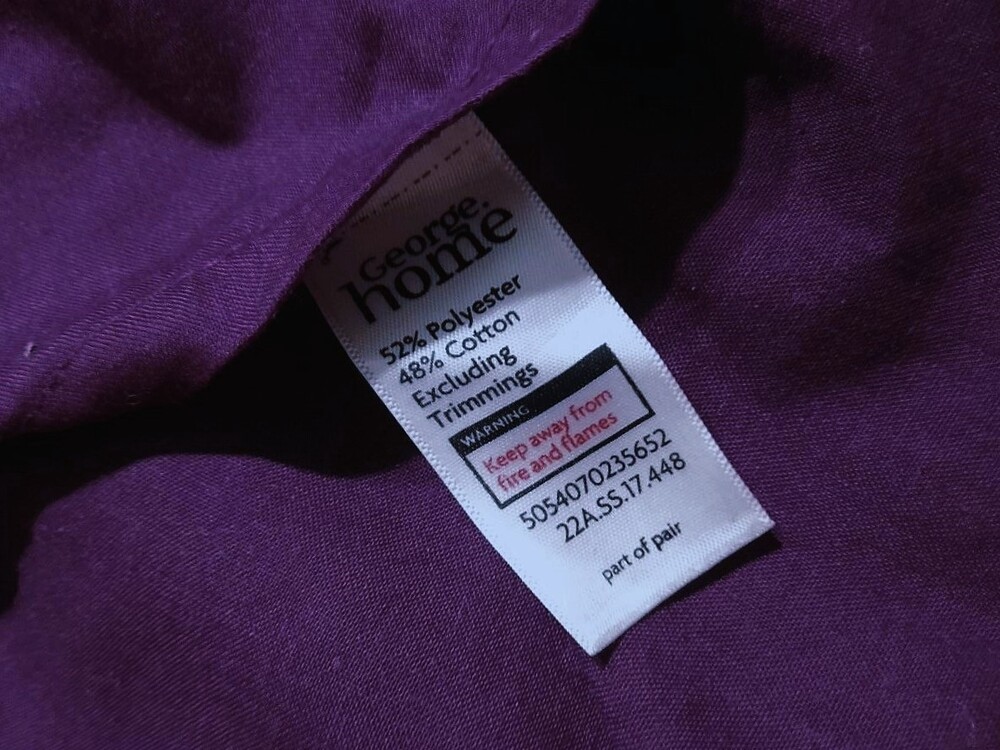 George.
home
52% Polyester
48% Cotton
Excluding
Trimmings
WARNING
Keep away from
fire and flames
5054070235652
22A.SS.17 448
part of pair